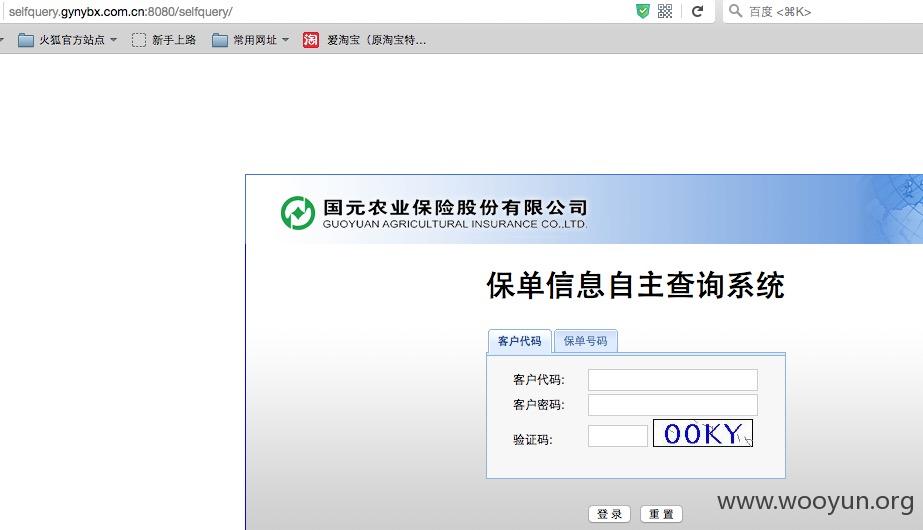 selfquery.gynybx.com.cn:8080/selfquery/
百度 <⌘K>
火狐官方站点
新手上路
常用网址
淘
爱淘宝（原淘宝特...
国元农业保险股份有限公司
GUOYUAN AGRICULTURAL INSURANCE CO.,LTD.
保单信息自主查询系统
客户代码
保单号码
客户代码:
客户密码:
验证码:
00KY
登录
重置
www.wooyun.org